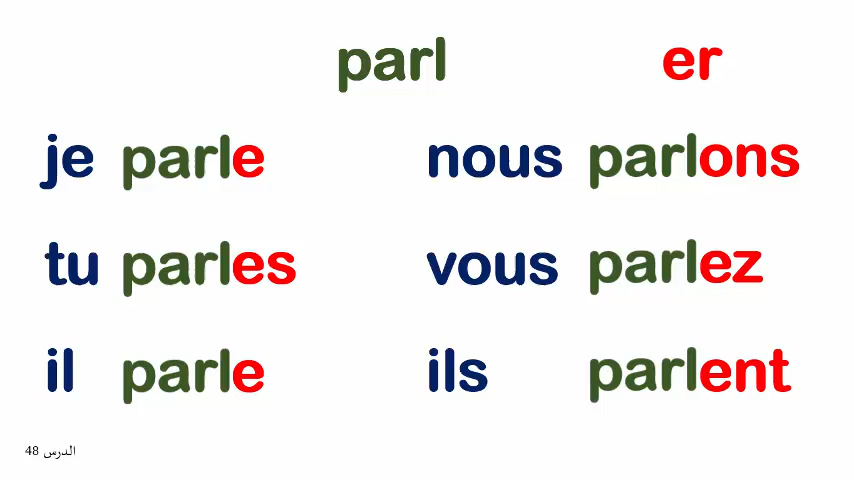 parl er
je parle nous parlons
tu parles vous parlez
il parle ils parlent
الدرس 48